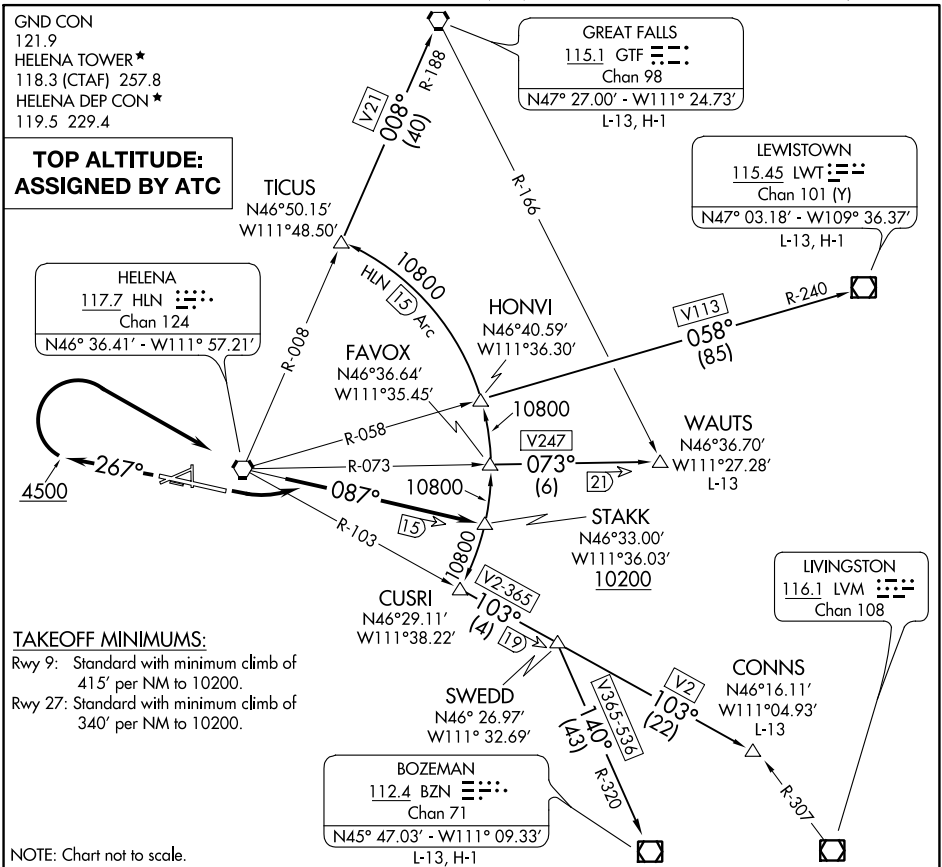 GND CON
121.9
HELENA TOWER★
118.3 (CTAF) 257.8
HELENA DEP CON★
119.5 229.4
TOP ALTITUDE:
ASSIGNED BY ATC
GREAT FALLS
115.1 GTF
Chan 98
N47° 27.00' - W111° 24.73'
L-13, H-1
LEWISTOWN
115.45 LWT
Chan 101 (Y)
N47° 03.18' - W109° 36.37'
L-13, H-1
R-188
V21
008°
(40)
TICUS
N46°50.15'
W111°48.50'
R-166
10800
HLN 15 Arc
HELENA
117.7 HLN
Chan 124
N46° 36.41' - W111° 57.21'
R-008
HONVI
N46°40.59'
W111°36.30'
R-240
V113
058°
(85)
FAVOX
N46°36.64'
W111°35.45'
10800
R-058
WAUTS
N46°36.70'
W111°27.28'
L-13
V247
R-073
073°
(6)
21
267°
4500
087°
10800
15
STAKK
N46°33.00'
W111°36.03'
10200
R-103
10800
CUSRI
N46°29.11'
W111°38.22'
V2-365
103°
(4)
19
LIVINGSTON
116.1 LVM
Chan 108
TAKEOFF MINIMUMS:
Rwy 9: Standard with minimum climb of
415' per NM to 10200.
Rwy 27: Standard with minimum climb of
340' per NM to 10200.
SWEDD
N46° 26.97'
W111° 32.69'
V2
103°
(22)
CONNS
N46°16.11'
W111°04.93'
L-13
V365-536
140°
(43)
R-320
R-307
BOZEMAN
112.4 BZN
Chan 71
N45° 47.03' - W111° 09.33'
L-13, H-1
NOTE: Chart not to scale.